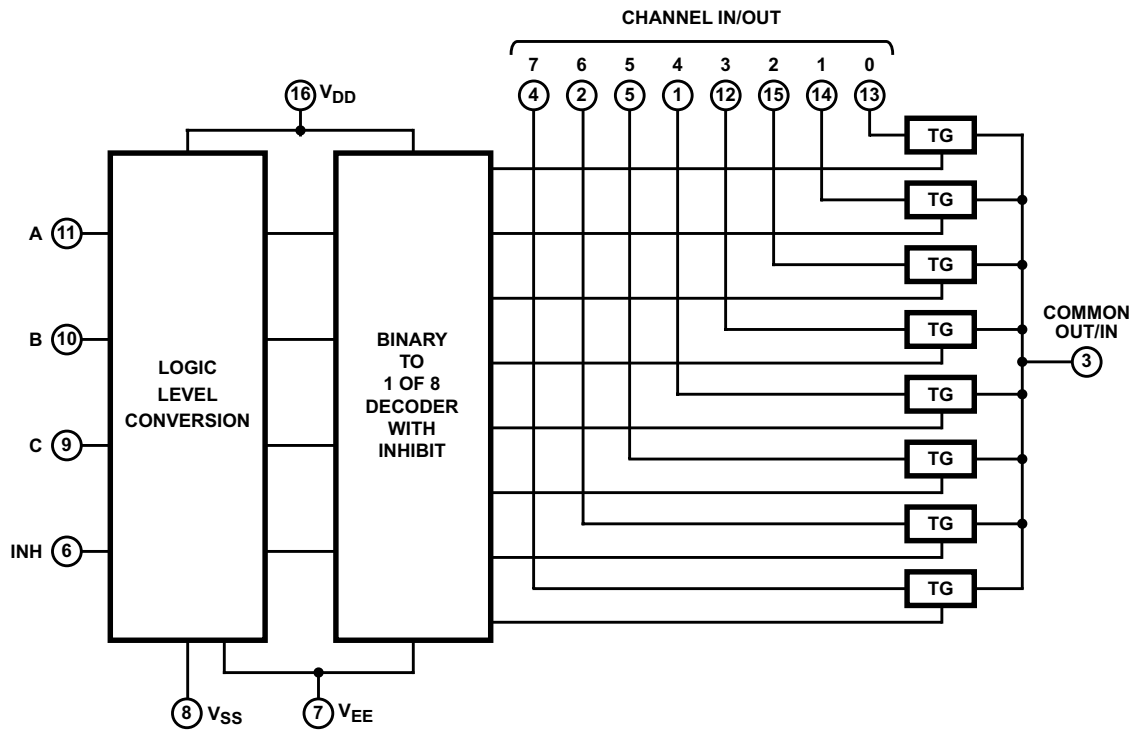 CHANNEL IN/OUT
7 6 5 4 3 2 1 0
4 2 5 1 12 15 14 13
16 VDD
TG
TG
TG
TG
TG
TG
TG
TG
A 11
B 10
C 9
INH 6
LOGIC
LEVEL
CONVERSION
BINARY
TO
1 OF 8
DECODER
WITH
INHIBIT
COMMON
OUT/IN
3
8 VSS
7 VEE